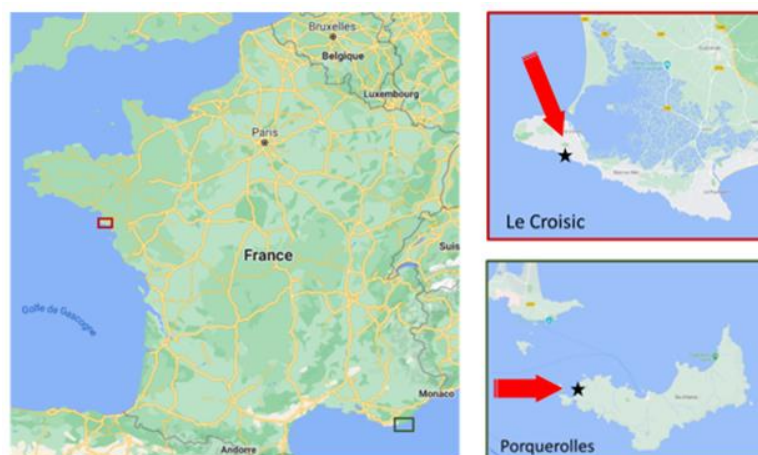 Bruxelles
Belgique
Luxembourg
Paris
France
Suis
Golfe de Gascogne
Monaco
Andorre
Le Croisic
Porquerolles